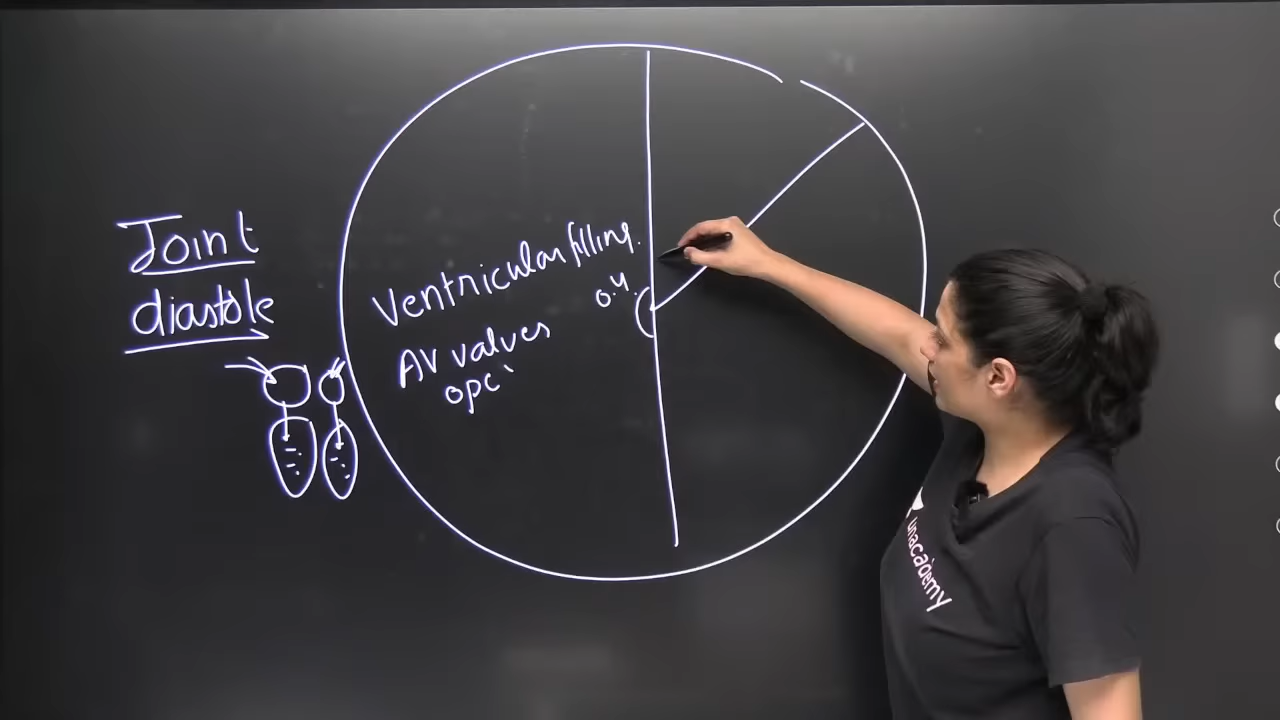 Joint
diastole
Ventricular filling.
0.4.
AV valves
opc`
unacademy